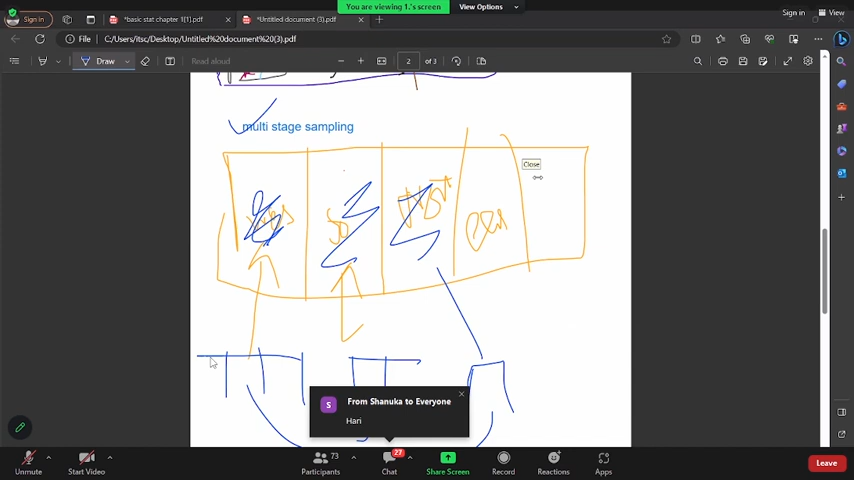 You are viewing 1.'s screen
View Options
Sign in
basic stat chapter 1[1].pdf
*Untitled document (3).pdf
Sign in
View
File
C:/Users/itsc/Desktop/Untitled%20document%20(3).pdf
Draw
Read aloud
2
of 3
multi stage sampling
Close
From Shanuka to Everyone
S
Hari
73
27
Unmute
Start Video
Participants
Chat
Share Screen
Record
Reactions
Apps
Leave